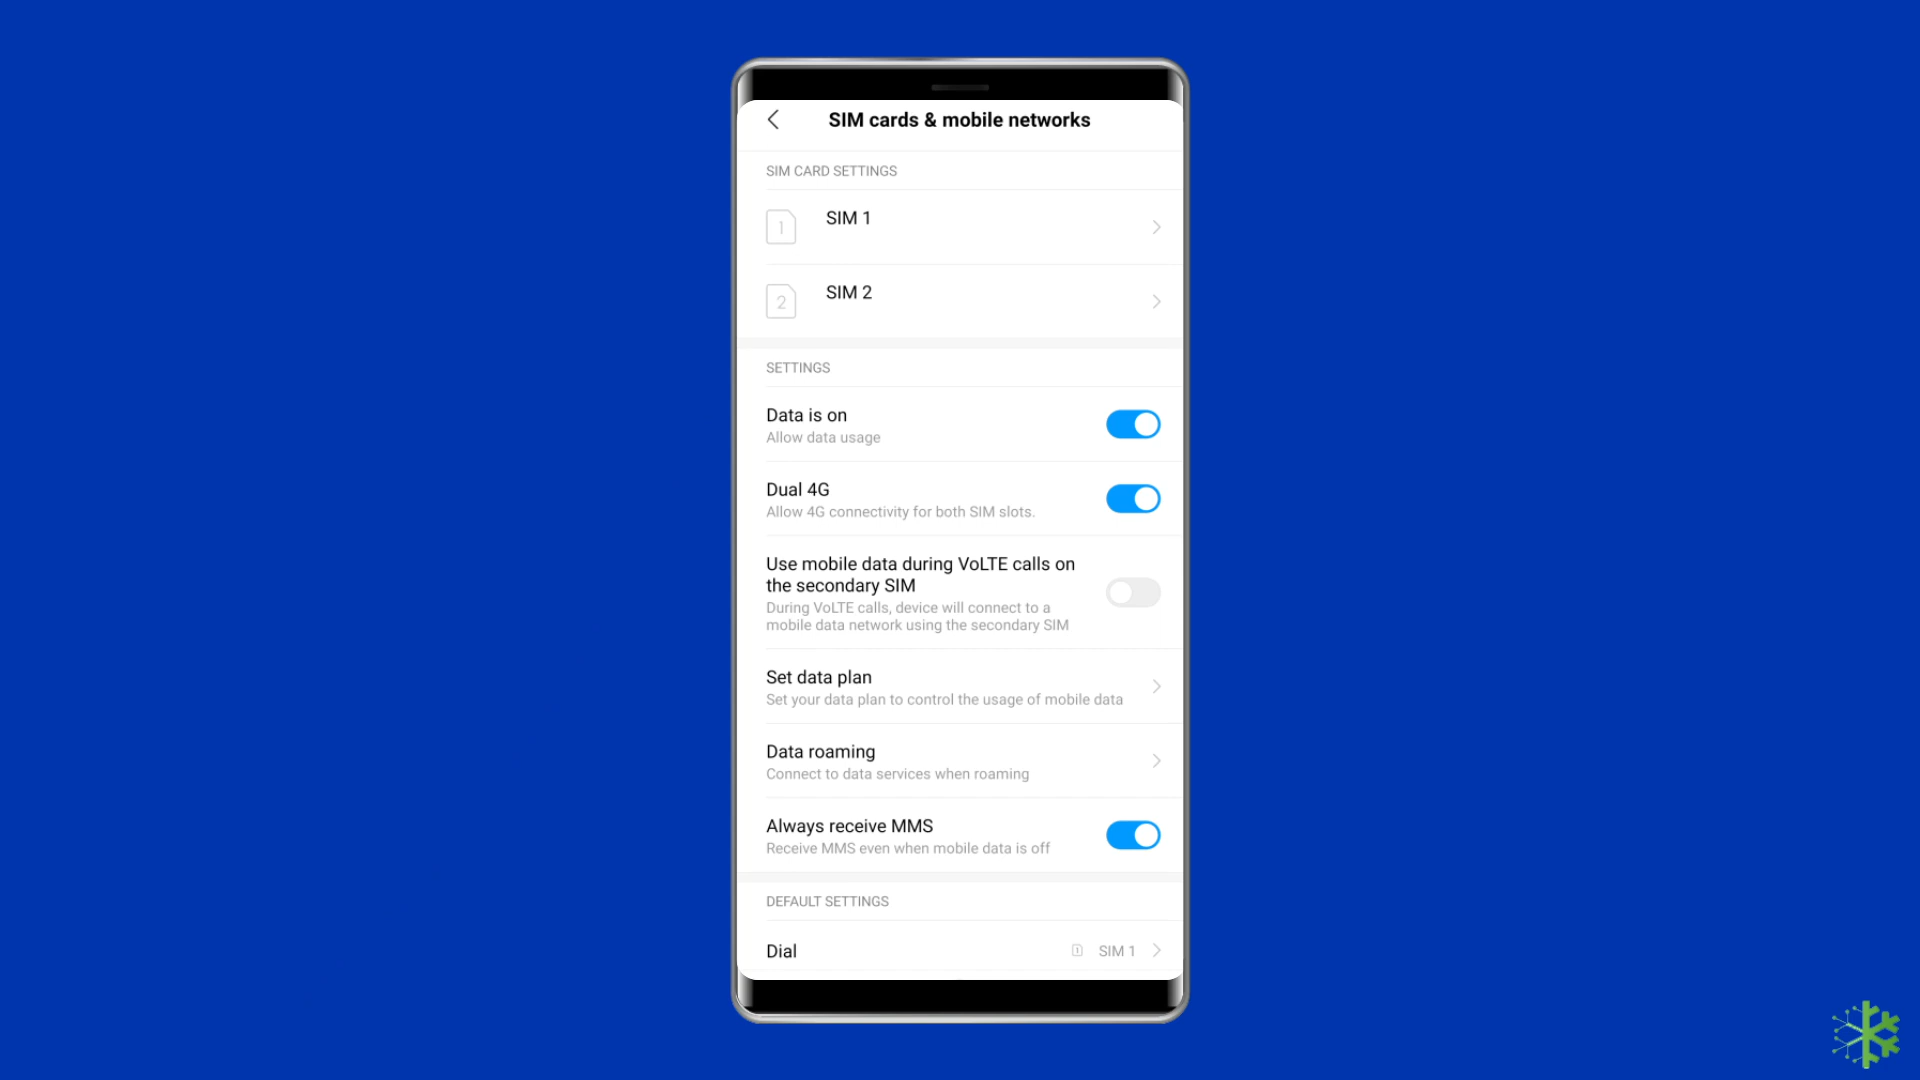 SIM cards & mobile networks
SIM CARD SETTINGS
1
SIM 1
2
SIM 2
SETTINGS
Data is on
Allow data usage
Dual 4G
Allow 4G connectivity for both SIM slots.
Use mobile data during VoLTE calls on
the secondary SIM
During VoLTE calls, device will connect to a
mobile data network using the secondary SIM
Set data plan
Set your data plan to control the usage of mobile data
Data roaming
Connect to data services when roaming
Always receive MMS
Receive MMS even when mobile data is off
DEFAULT SETTINGS
Dial 1 SIM 1